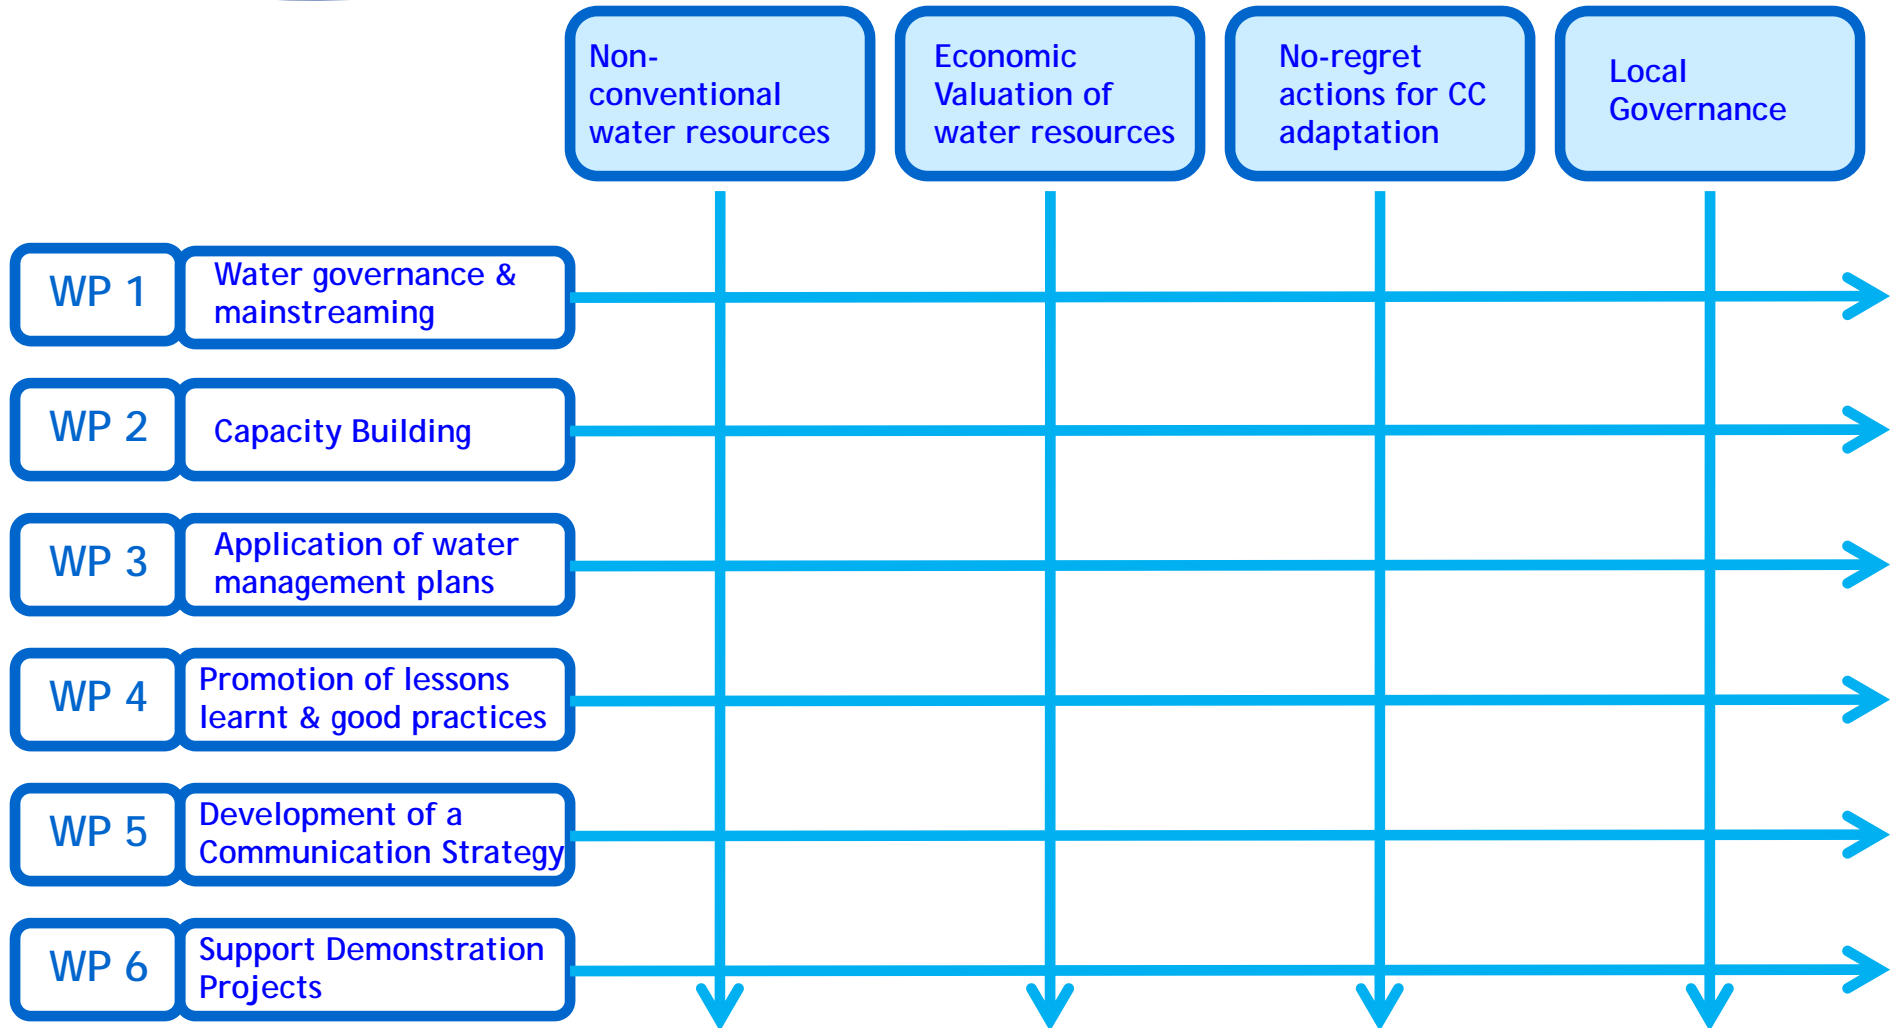 Non-
conventional
water resources
Economic
Valuation of
water resources
No-regret
actions for CC
adaptation
Local
Governance
WP 1
Water governance &
mainstreaming
WP 2
Capacity Building
WP 3
Application of water
management plans
WP 4
Promotion of lessons
learnt & good practices
WP 5
Development of a
Communication Strategy
WP 6
Support Demonstration
Projects